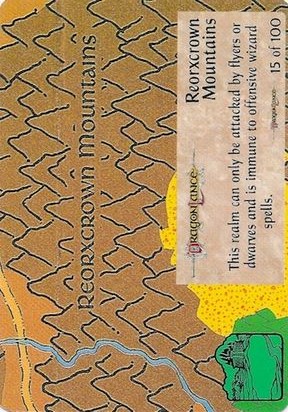 Reorxcrown Mountains
DragonLance
Reorxcrown
Mountains
This realm can only be attacked by flyers or
dwarves and is immune to offensive wizard
spells.
DragonLance
15 of 100